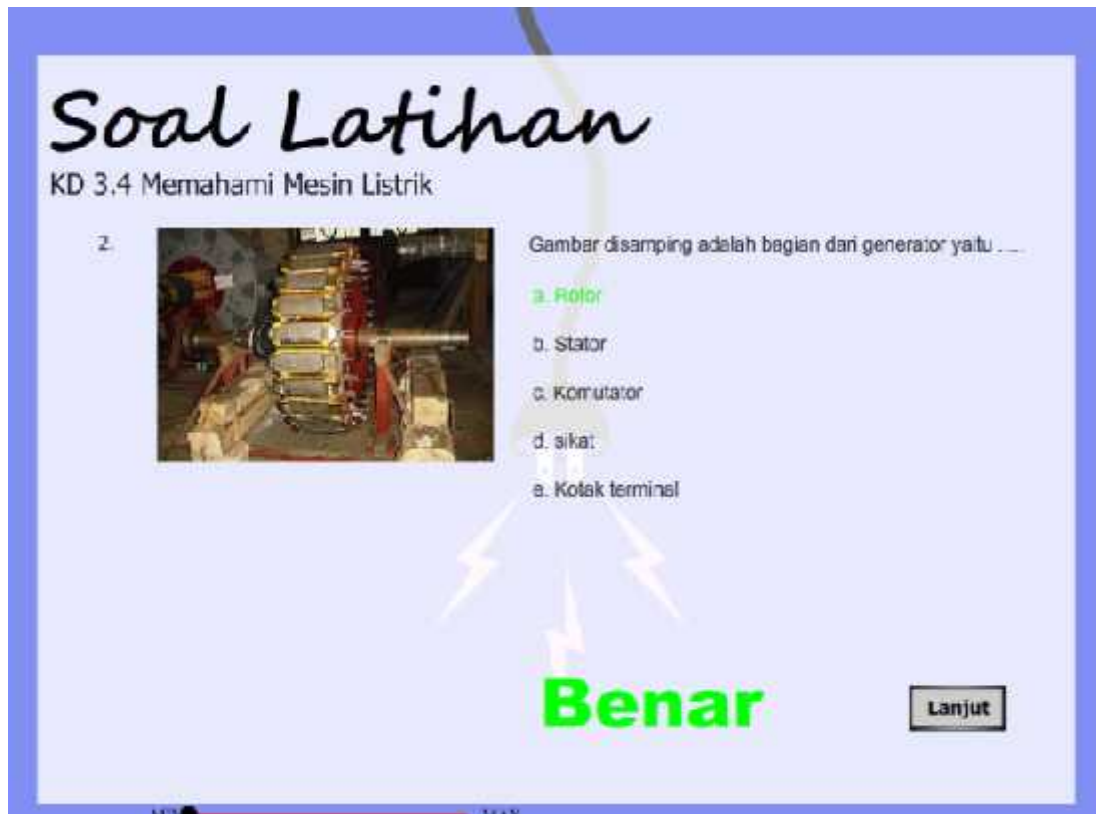 Soal Latihan
KD 3.4 Memahami Mesin Listrik
2.
Gambar disamping adalah bagian dari generator yaitu .....
a. Rotor
b. Stator
c. Komutator
d. sikat
e. Kotak terminal
Benar
Lanjut